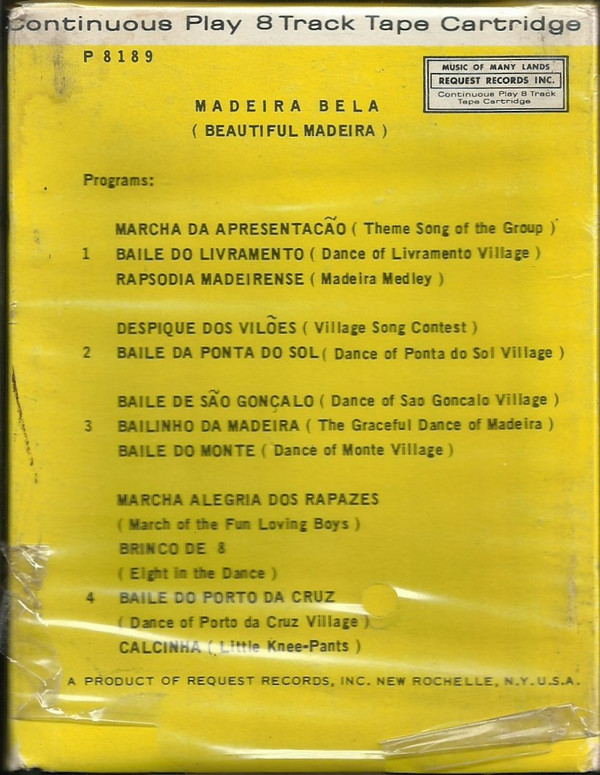 Continuous Play 8 Track Tape Cartridge
P 8189
MUSIC OF MANY LANDS
REQUEST RECORDS INC.
Continuous Play 8 Track
Tape Cartridge
MADEIRA BELA
( BEAUTIFUL MADEIRA )
Programs:
MARCHA DA APRESENTACÃO ( Theme Song of the Group )
1 BAILE DO LIVRAMENTO ( Dance of Livramento Village )
RAPSODIA MADEIRENSE ( Madeira Medley )
DESPIQUE DOS VILÕES ( Village Song Contest )
2 BAILE DA PONTA DO SOL ( Dance of Ponta do Sol Village )
BAILE DE SÃO GONÇALO ( Dance of Sao Goncalo Village )
3 BAILINHO DA MADEIRA ( The Graceful Dance of Madeira )
BAILE DO MONTE ( Dance of Monte Village )
MARCHA ALEGRIA DOS RAPAZES
( March of the Fun Loving Boys )
BRINCO DE 8
( Eight in the Dance )
4 BAILE DO PORTO DA CRUZ
( Dance of Porto da Cruz Village )
CALCINHA ( Little Knee-Pants )
A PRODUCT OF REQUEST RECORDS, INC. NEW ROCHELLE, N.Y. U.S.A.